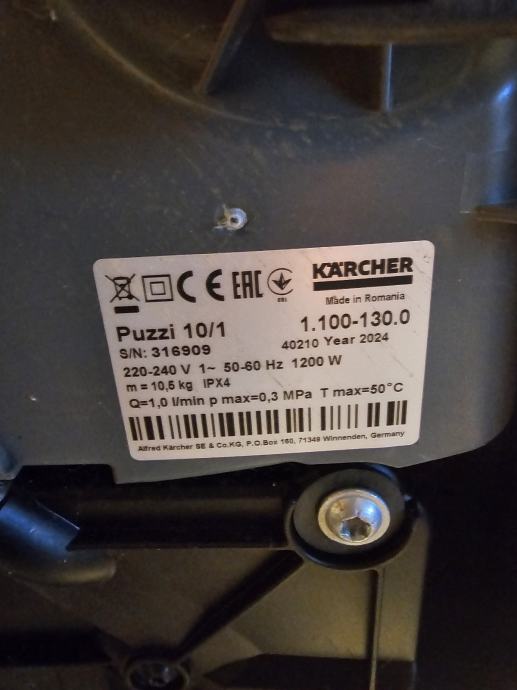 CE EAC KÄRCHER
Made in Romania
Puzzi 10/1 1.100-130.0
S/N: 316909 40210 Year 2024
220-240 V 1~ 50-60 Hz 1200 W
m = 10,5 kg IPX4
Q=1,0 l/min p max=0,3 MPa T max=50°C
Alfred Kärcher SE & Co.KG, P.O.Box 160, 71349 Winnenden, Germany